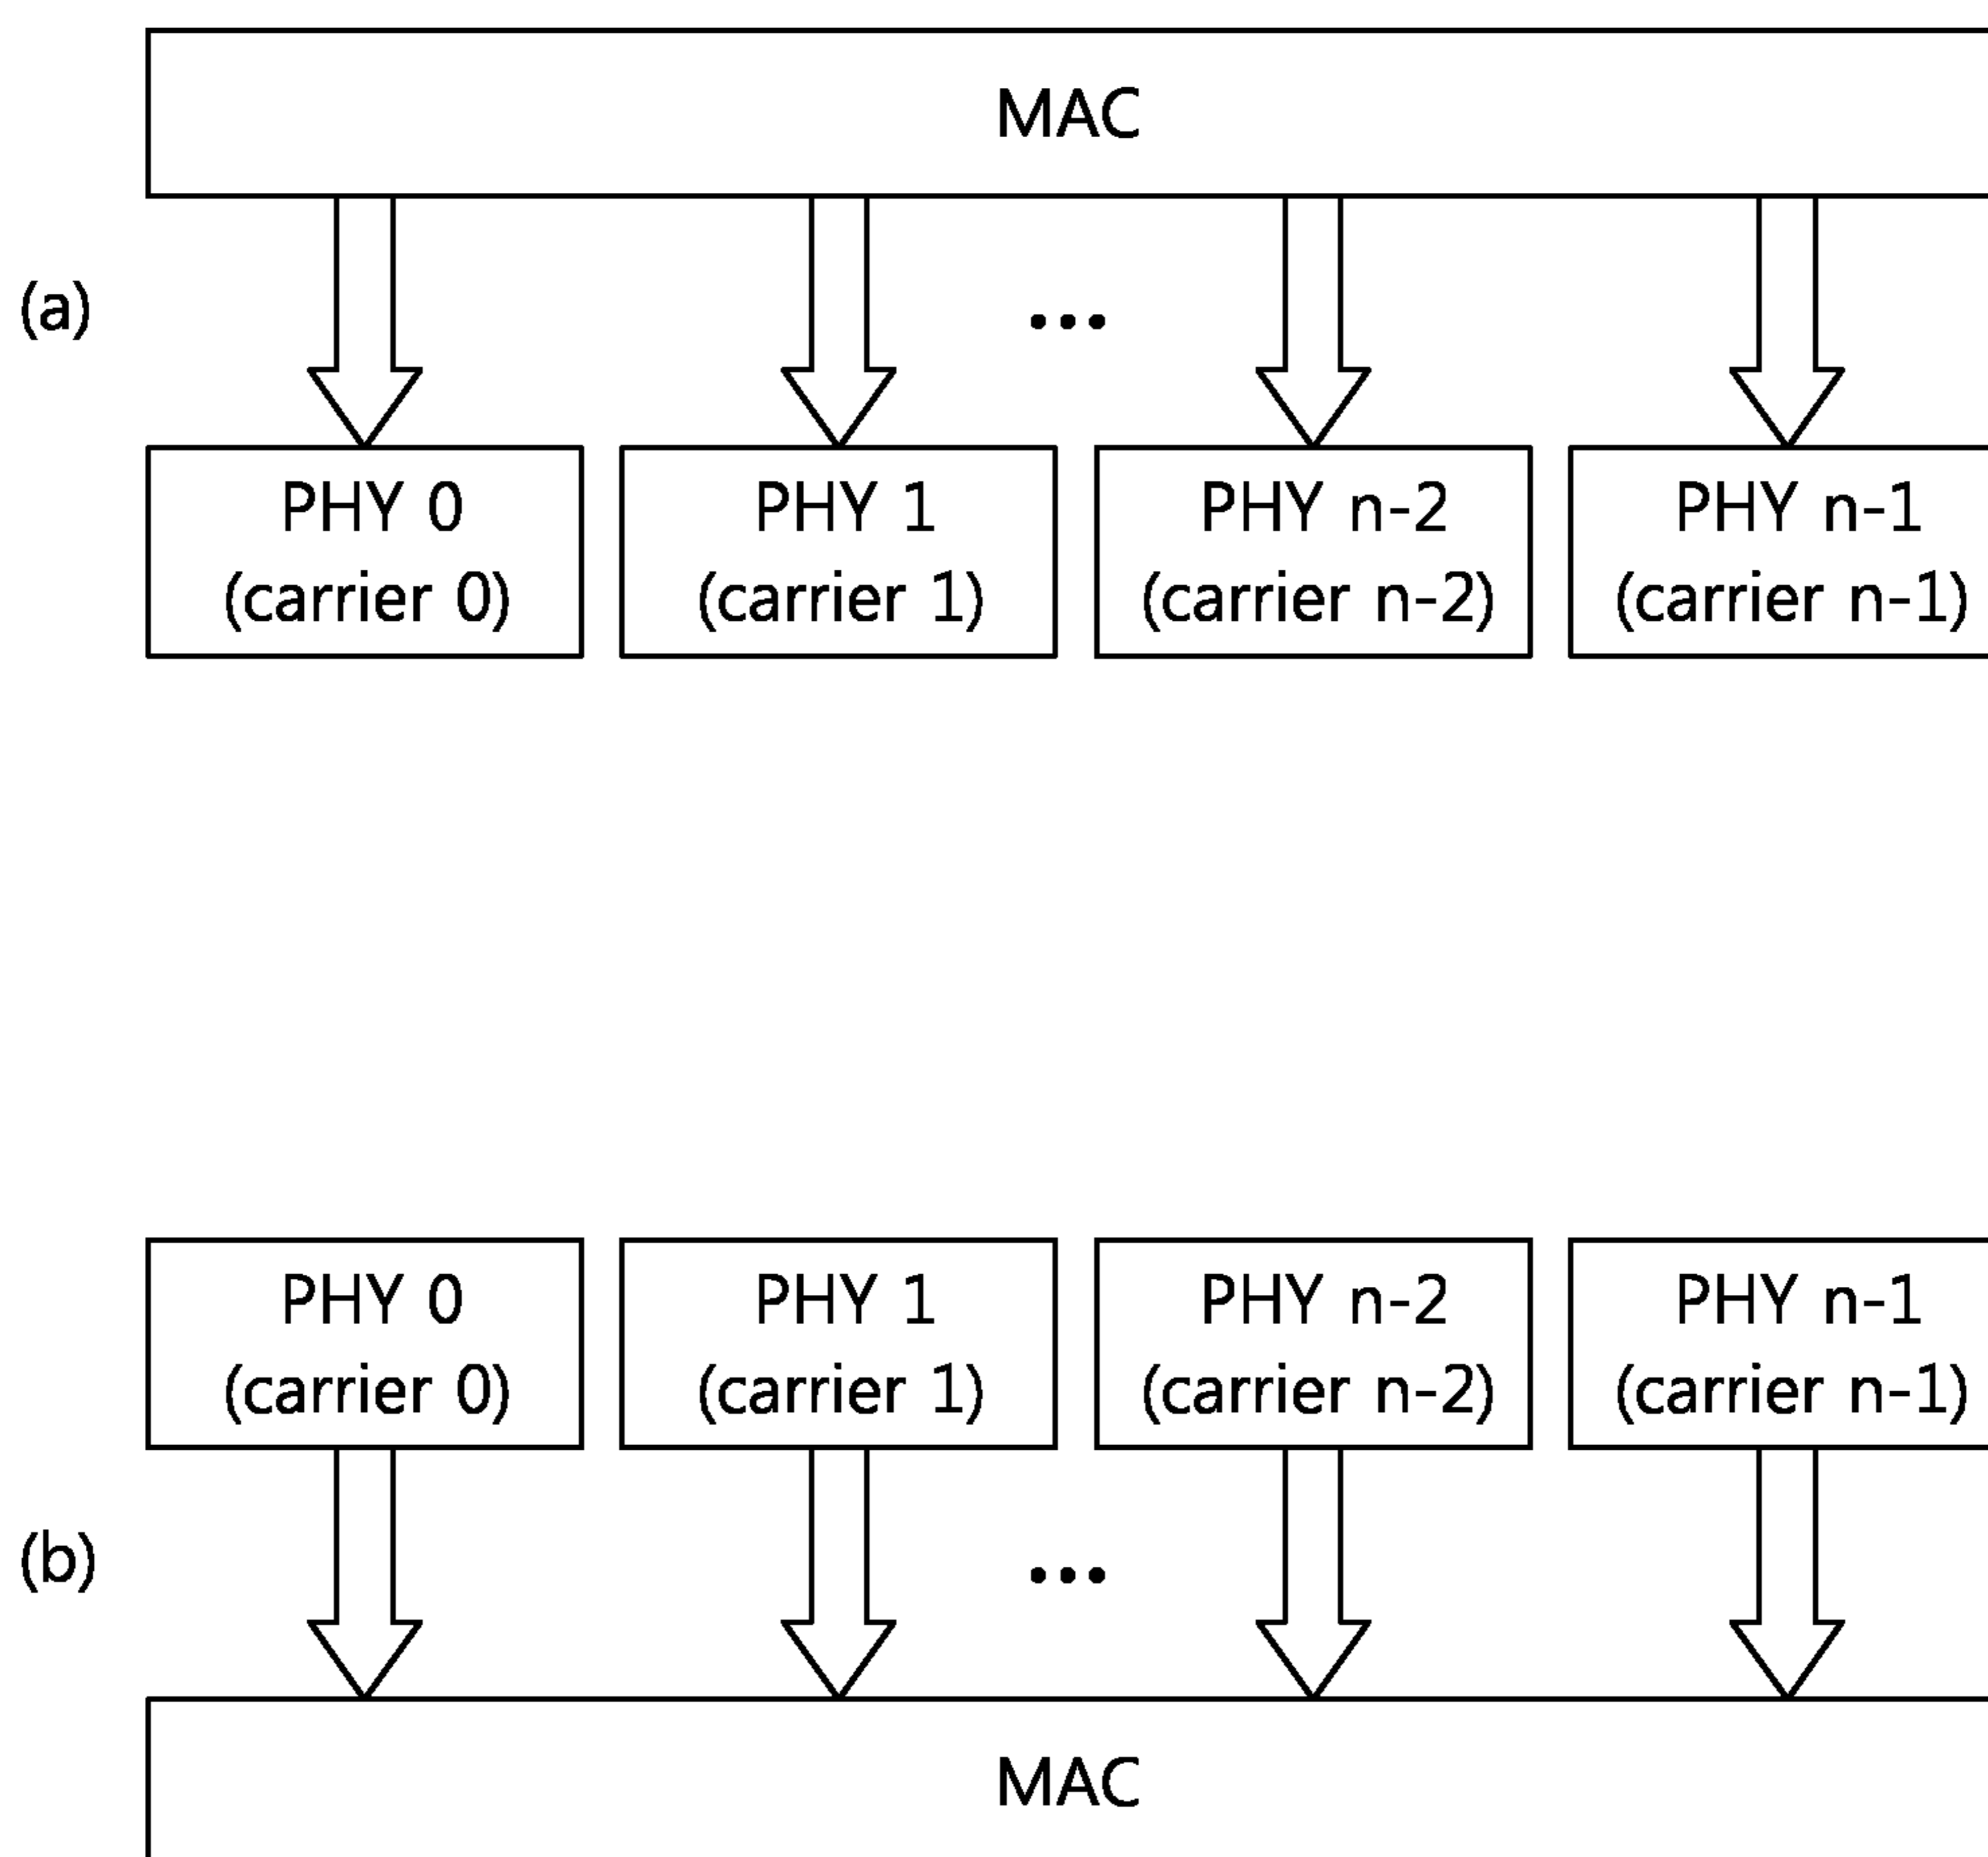 MAC
(a)
...
PHY 0
(carrier 0)
PHY 1
(carrier 1)
PHY n-2
(carrier n-2)
PHY n-1
(carrier n-1)
PHY 0
(carrier 0)
PHY 1
(carrier 1)
PHY n-2
(carrier n-2)
PHY n-1
(carrier n-1)
(b)
...
MAC